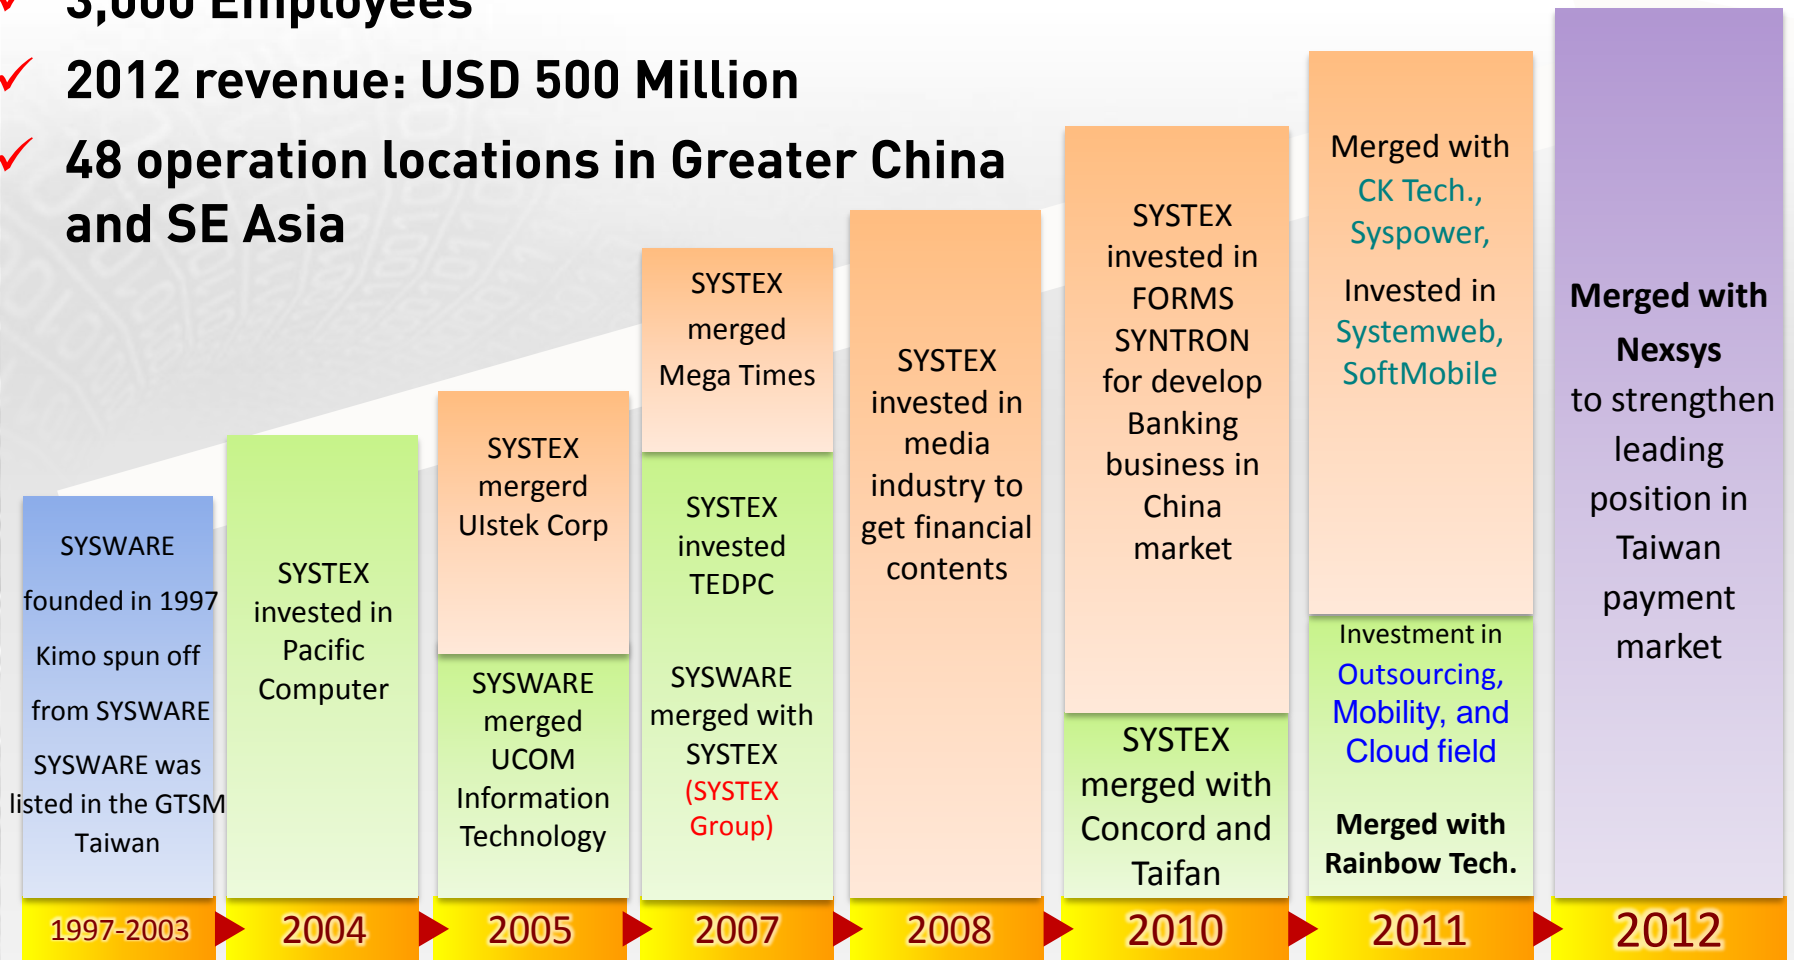 3,000 Employees
2012 revenue: USD 500 Million
48 operation locations in Greater China
and SE Asia
SYSWARE
founded in 1997
Kimo spun off
from SYSWARE
SYSWARE was
listed in the GTSM
Taiwan
1997-2003
SYSTEX
invested in
Pacific
Computer
2004
SYSTEX
mergerd
UIstek Corp
SYSWARE
merged
UCOM
Information
Technology
2005
SYSTEX
merged
Mega Times
SYSTEX
invested
TEDPC
SYSWARE
merged with
SYSTEX
(SYSTEX
Group)
2007
SYSTEX
invested in
media
industry to
get financial
contents
2008
SYSTEX
invested in
FORMS
SYNTRON
for develop
Banking
business in
China
market
SYSTEX
merged with
Concord and
Taifan
2010
Merged with
CK Tech.,
Syspower,
Invested in
Systemweb,
SoftMobile
Investment in
Outsourcing,
Mobility, and
Cloud field
Merged with
Rainbow Tech.
2011
Merged with
Nexsys
to strengthen
leading
position in
Taiwan
payment
market
2012